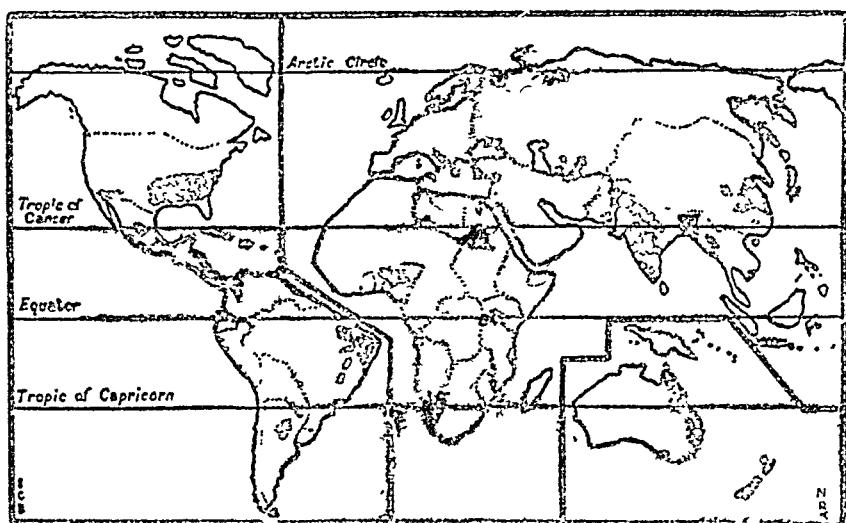 Arctic Circle
Tropic of
Cancer
Equator
Tropic of Capricorn